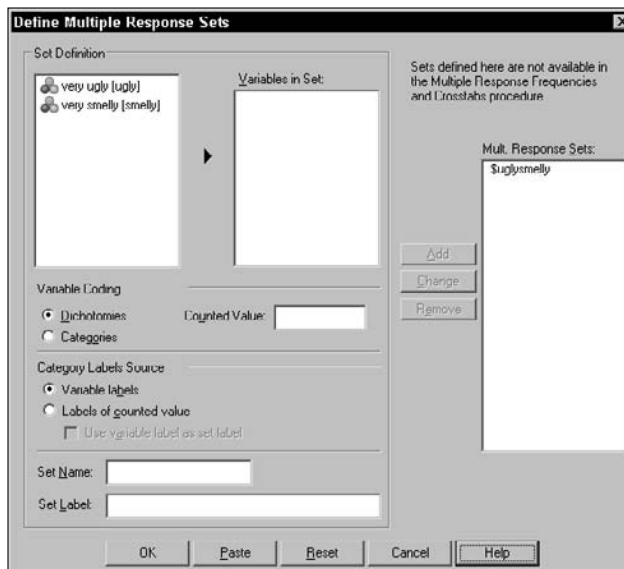 Define Multiple Response Sets
Set Definition
very ugly [ugly]
very smelly [smelly]
Variables in Set:
Sets defined here are not available in
the Multiple Response Frequencies
and Crosstabs procedure
Mult. Response Sets:
$uglysmelly
Add
Change
Remove
Variable Coding
Dichotomies
Counted Value:
Categories
Category Labels Source
Variable labels
Labels of counted value
Use variable label as set label
Set Name:
Set Label:
OK
Paste
Reset
Cancel
Help